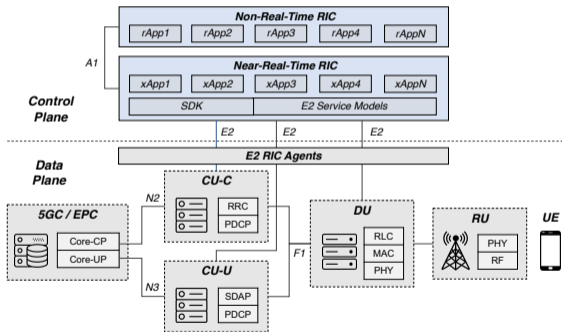 Non-Real-Time RIC
rApp1 rApp2 rApp3 rApp4 rAppN
A1
Near-Real-Time RIC
xApp1 xApp2 xApp3 xApp4 xAppN
SDK E2 Service Models
Control
Plane
E2 E2 E2
Data
Plane
E2 RIC Agents
CU-C
N2
RRC
PDCP
5GC / EPC
Core-CP
Core-UP
DU
RLC
MAC
PHY
F1
RU
PHY
RF
UE
N3
CU-U
SDAP
PDCP